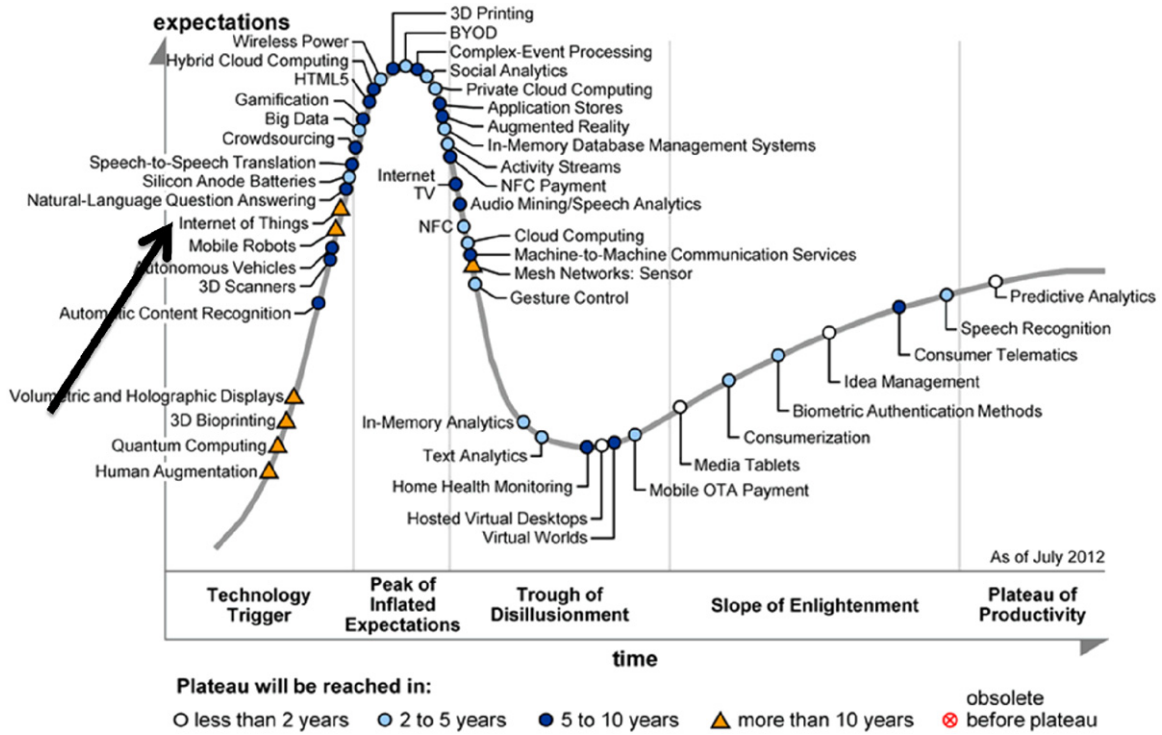 expectations
3D Printing
BYOD
Wireless Power
Complex-Event Processing
Hybrid Cloud Computing
Social Analytics
HTML5
Private Cloud Computing
Gamification
Application Stores
Big Data
Augmented Reality
Crowdsourcing
In-Memory Database Management Systems
Speech-to-Speech Translation
Activity Streams
Silicon Anode Batteries
Internet
TV
NFC Payment
Natural-Language Question Answering
Audio Mining/Speech Analytics
Internet of Things
NFC
Mobile Robots
Cloud Computing
Machine-to-Machine Communication Services
Autonomous Vehicles
Mesh Networks: Sensor
3D Scanners
Gesture Control
Automatic Content Recognition
Predictive Analytics
Speech Recognition
Consumer Telematics
Idea Management
Volumetric and Holographic Displays
Biometric Authentication Methods
3D Bioprinting
In-Memory Analytics
Consumerization
Quantum Computing
Text Analytics
Media Tablets
Human Augmentation
Home Health Monitoring
Mobile OTA Payment
Hosted Virtual Desktops
Virtual Worlds
As of July 2012
Technology
Trigger
Peak of
Inflated
Expectations
Trough of
Disillusionment
Slope of Enlightenment
Plateau of
Productivity
time
Plateau will be reached in:
less than 2 years
2 to 5 years
5 to 10 years
more than 10 years
obsolete
before plateau